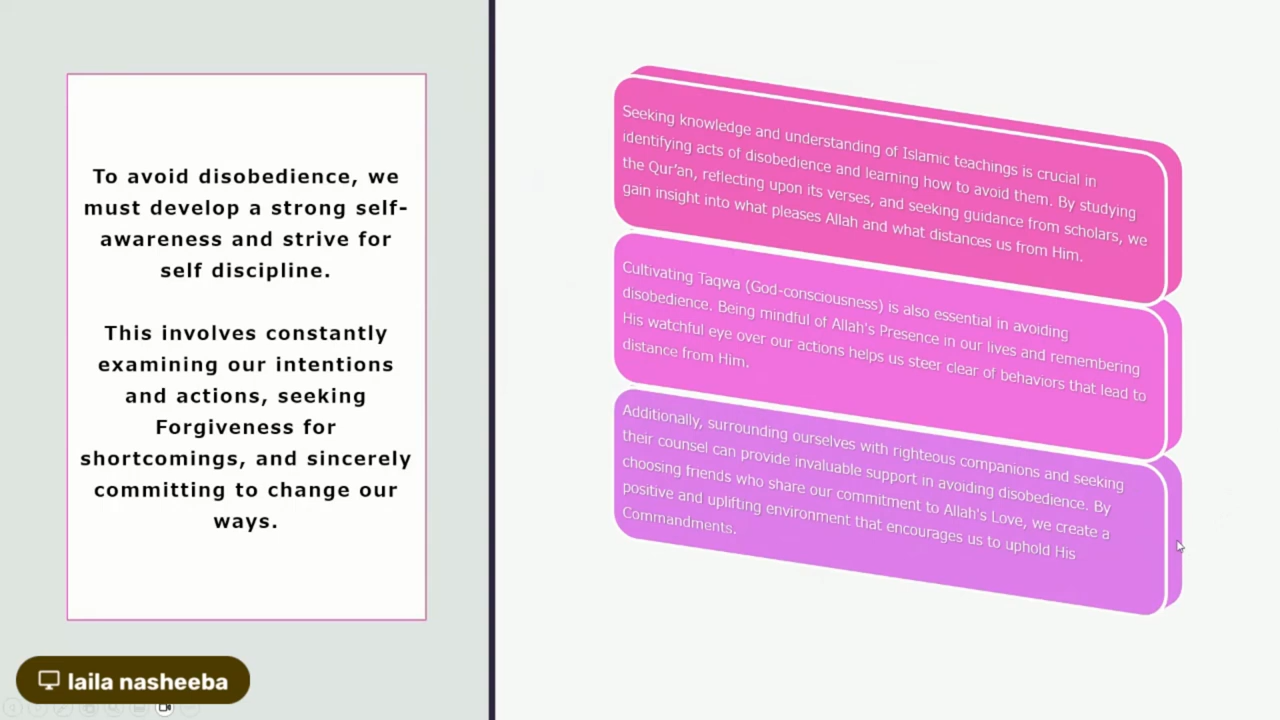 To avoid disobedience, we
must develop a strong self-
awareness and strive for
self discipline.
This involves constantly
examining our intentions
and actions, seeking
Forgiveness for
shortcomings, and sincerely
committing to change our
ways.
Seeking knowledge and understanding of Islamic teachings is crucial in
identifying acts of disobedience and learning how to avoid them. By studying
the Qur’an, reflecting upon its verses, and seeking guidance from scholars, we
gain insight into what pleases Allah and what distances us from Him.
Cultivating Taqwa (God-consciousness) is also essential in avoiding
disobedience. Being mindful of Allah's Presence in our lives and remembering
His watchful eye over our actions helps us steer clear of behaviors that lead to
distance from Him.
Additionally, surrounding ourselves with righteous companions and seeking
their counsel can provide invaluable support in avoiding disobedience. By
choosing friends who share our commitment to Allah's Love, we create a
positive and uplifting environment that encourages us to uphold His
Commandments.
laila nasheeba